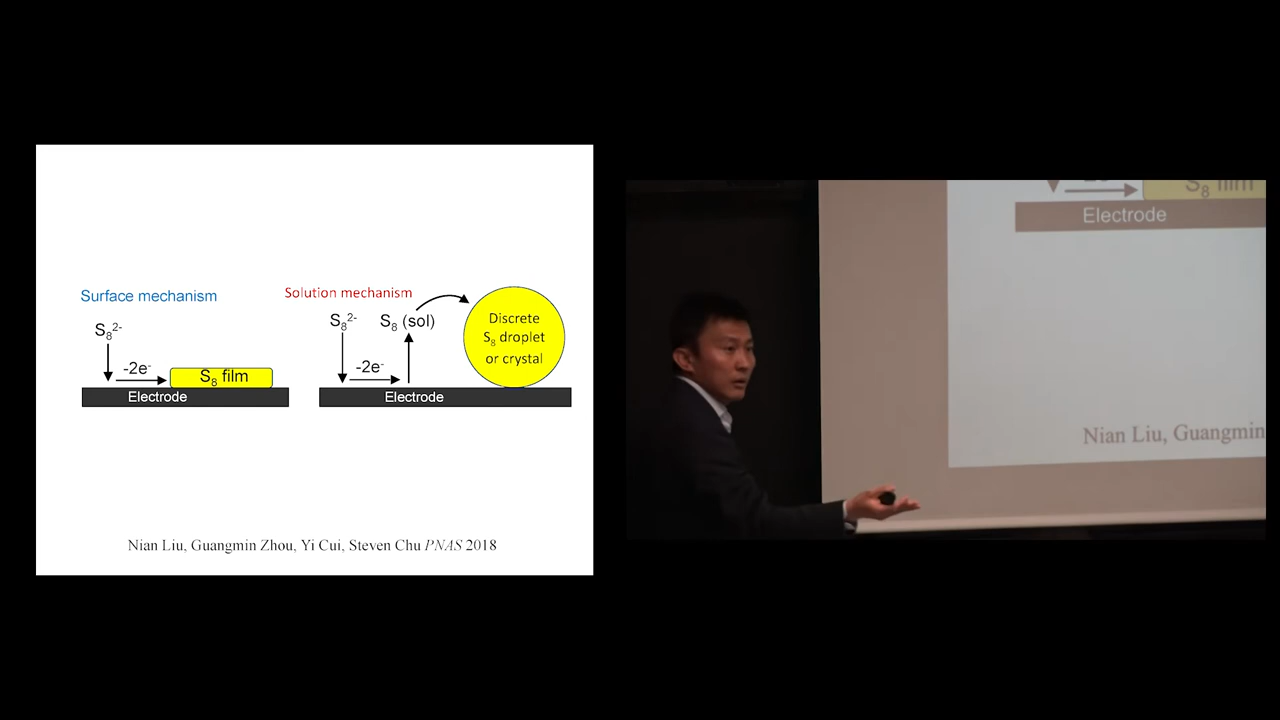 Surface mechanism
S₈²⁻
-2e⁻
S₈ film
Electrode
Solution mechanism
S₈²⁻
S₈ (sol)
-2e⁻
Electrode
Discrete
S₈ droplet
or crystal
Nian Liu, Guangmin Zhou, Yi Cui, Steven Chu PNAS 2018
S₈ film
Electrode
Nian Liu, Guangmin